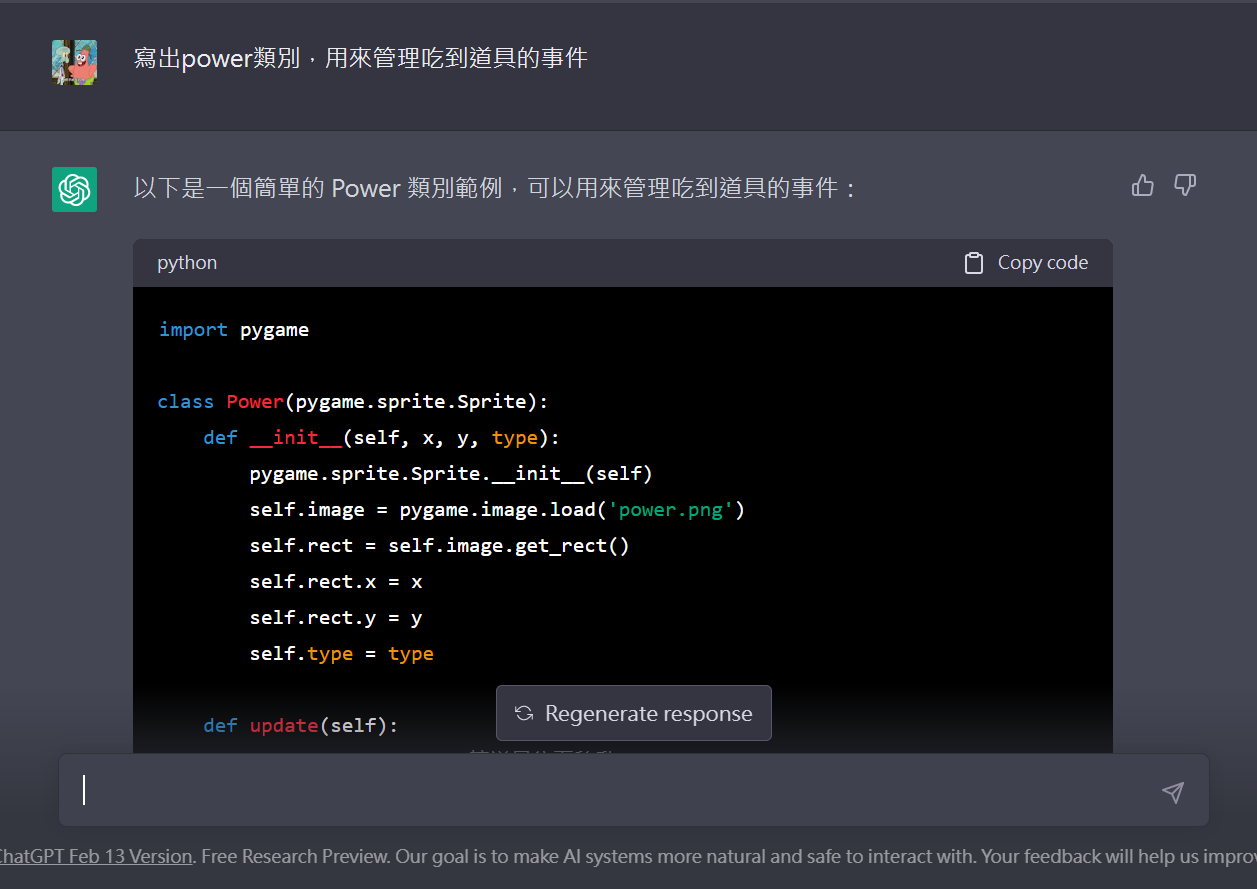 寫出power類別，用來管理吃到道具的事件
以下是一個簡單的 Power 類別範例，可以用來管理吃到道具的事件：
python
Copy code
import pygame
class Power(pygame.sprite.Sprite):
def __init__(self, x, y, type):
pygame.sprite.Sprite.__init__(self)
self.image = pygame.image.load('power.png')
self.rect = self.image.get_rect()
self.rect.x = x
self.rect.y = y
self.type = type
def update(self):
Regenerate response
ChatGPT Feb 13 Version. Free Research Preview. Our goal is to make AI systems more natural and safe to interact with. Your feedback will help us improv